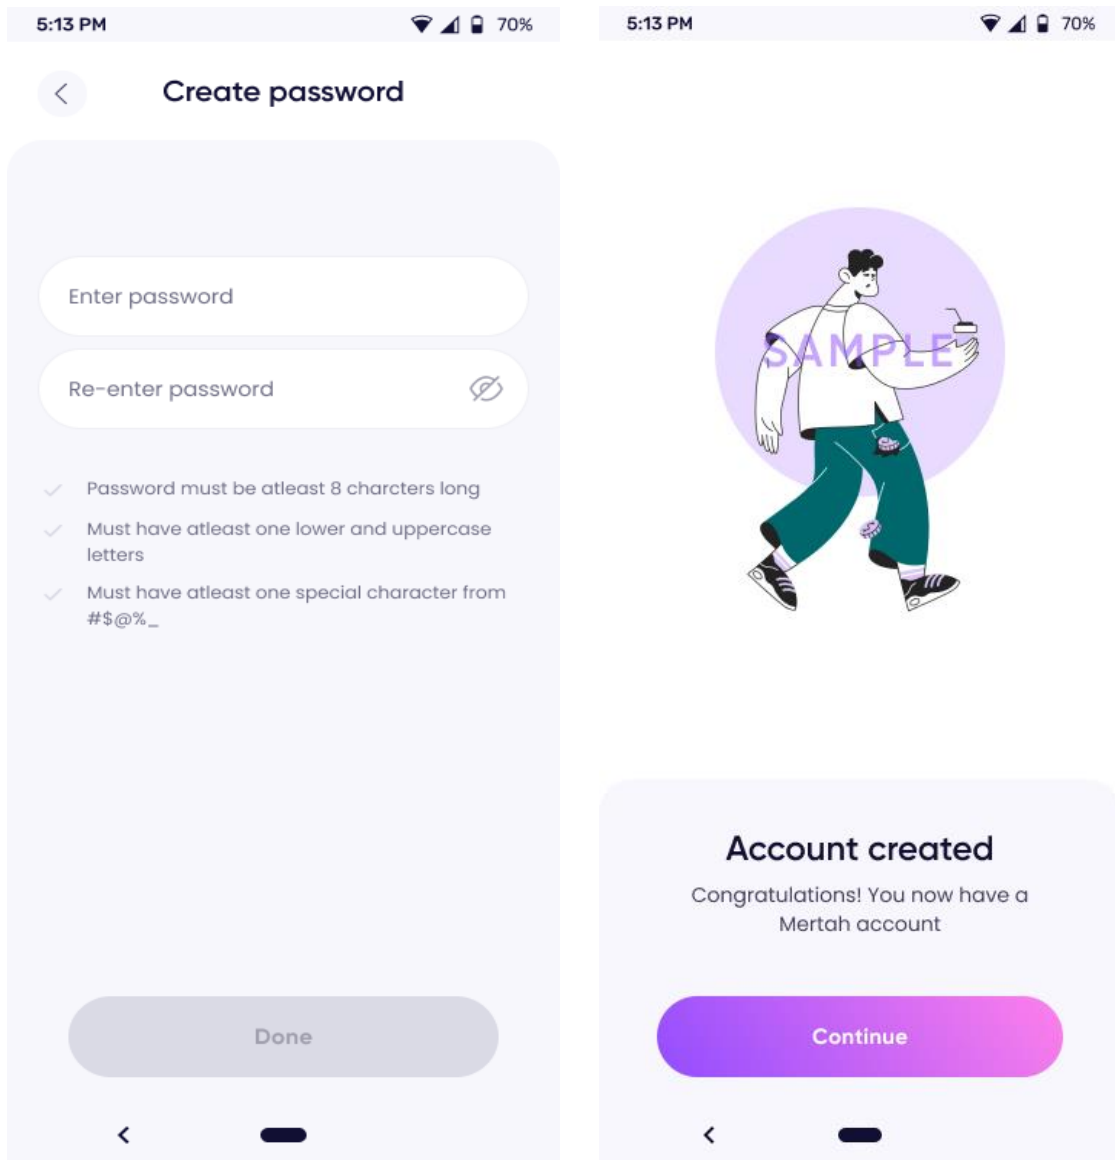 5:13 PM 70%
Create password
Enter password
Re-enter password
Password must be atleast 8 charcters long
Must have atleast one lower and uppercase
letters
Must have atleast one special character from
#$@%_
Done
5:13 PM 70%
SAMPLE
Account created
Congratulations! You now have a
Mertah account
Continue